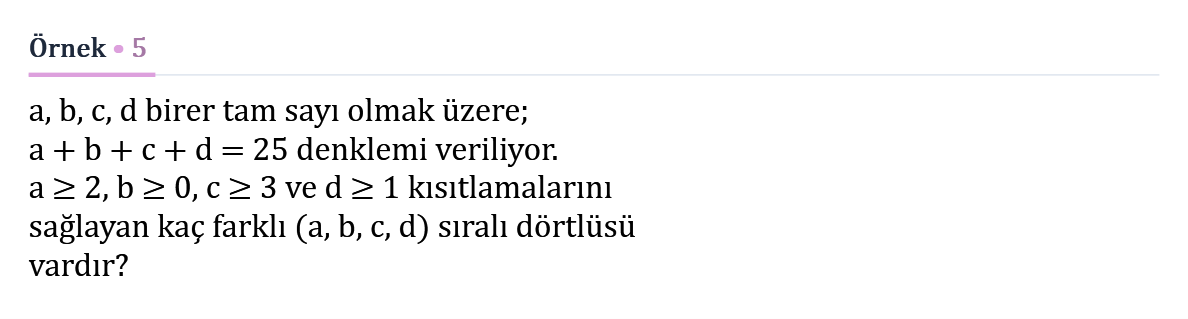 Örnek • 5
a, b, c, d birer tam sayı olmak üzere;
a + b + c + d = 25 denklemi veriliyor.
a ≥ 2, b ≥ 0, c ≥ 3 ve d ≥ 1 kısıtlamalarını
sağlayan kaç farklı (a, b, c, d) sıralı dörtlüsü
vardır?